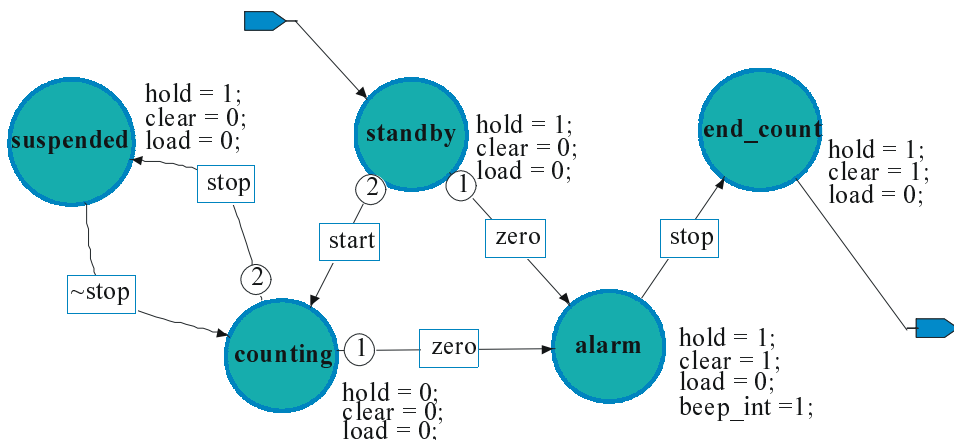 suspended
hold = 1;
clear = 0;
load = 0;
standby
hold = 1;
clear = 0;
load = 0;
end_count
hold = 1;
clear = 1;
load = 0;
stop
2
1
start
zero
stop
~stop
2
counting
1
zero
alarm
hold = 0;
clear = 0;
load = 0;
hold = 1;
clear = 1;
load = 0;
beep_int =1;